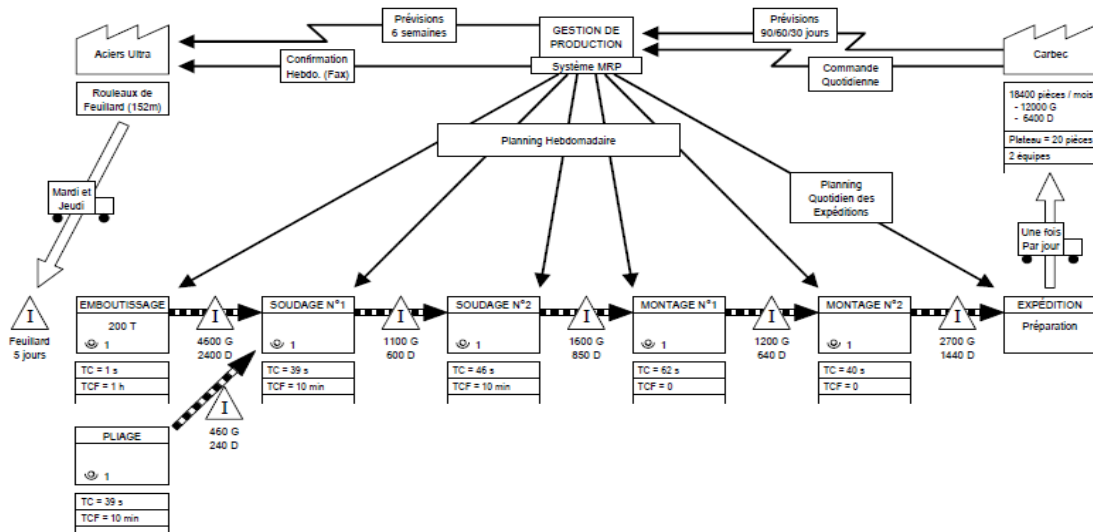 Aciers Ultra
Prévisions
6 semaines
GESTION DE
PRODUCTION
Système MRP
Prévisions
90/60/30 jours
Carbec
Confirmation
Hebdo. (Fax)
Commande
Quotidienne
Rouleaux de
Feuillard (152m)
18400 pièces / mois
- 12000 G
- 6400 D
Plateau = 20 pièces
2 équipes
Planning Hebdomadaire
Mardi et
Jeudi
Planning
Quotidien des
Expéditions
Une fois
Par jour
I
Feuillard
5 jours
EMBOUTISSAGE
200 T
1
TC = 1 s
TCF = 1 h
I
4600 G
2400 D
SOUDAGE N°1
1
TC = 39 s
TCF = 10 min
I
1100 G
600 D
SOUDAGE N°2
1
TC = 46 s
TCF = 10 min
I
1600 G
850 D
MONTAGE N°1
1
TC = 62 s
TCF = 0
I
1200 G
640 D
MONTAGE N°2
1
TC = 40 s
TCF = 0
I
2700 G
1440 D
EXPÉDITION
Préparation
I
460 G
240 D
PLIAGE
1
TC = 39 s
TCF = 10 min